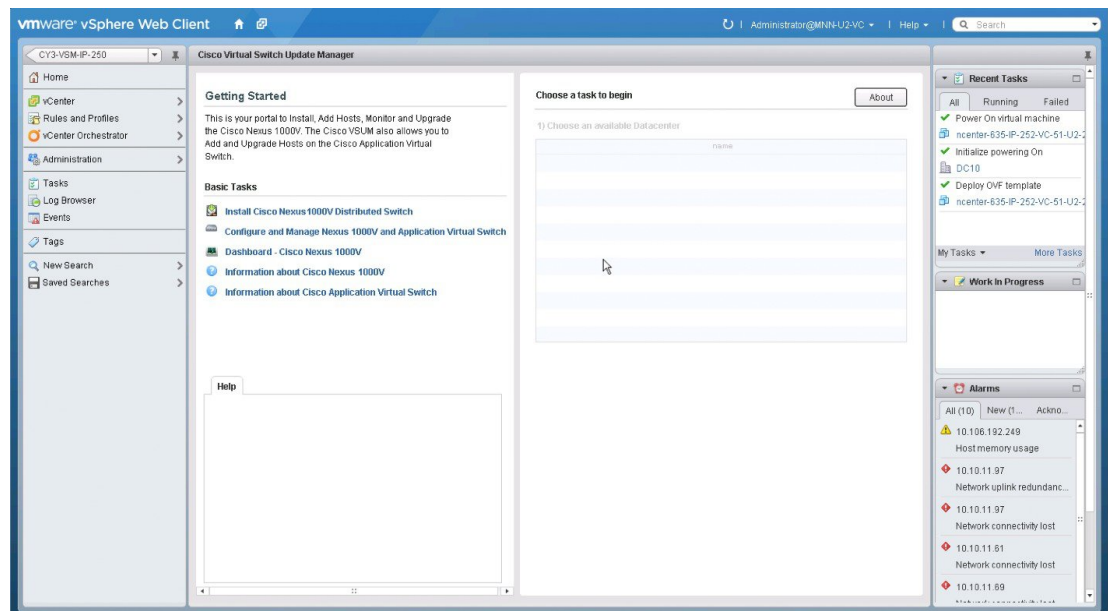 vmware® vSphere Web Client
Administrator@MNN-U2-VC
Help
Search
CY3-VSM-IP-250
Home
vCenter
Rules and Profiles
vCenter Orchestrator
Administration
Tasks
Log Browser
Events
Tags
New Search
Saved Searches
Cisco Virtual Switch Update Manager
Getting Started
This is your portal to Install, Add Hosts, Monitor and Upgrade
the Cisco Nexus 1000V. The Cisco VSUM also allows you to
Add and Upgrade Hosts on the Cisco Application Virtual
Switch.
Basic Tasks
Install Cisco Nexus1000V Distributed Switch
Configure and Manage Nexus 1000V and Application Virtual Switch
Dashboard - Cisco Nexus 1000V
Information about Cisco Nexus 1000V
Information about Cisco Application Virtual Switch
Help
Choose a task to begin
About
1) Choose an available Datacenter
name
Recent Tasks
All Running Failed
Power On virtual machine
ncenter-635-IP-252-VC-51-U2-2
Initialize powering On
DC10
Deploy OVF template
ncenter-635-IP-252-VC-51-U2-2
My Tasks More Tasks
Work In Progress
Alarms
All (10) New (1... Ackno...
10.106.192.249
Host memory usage
10.10.11.97
Network uplink redundanc...
10.10.11.97
Network connectivity lost
10.10.11.61
Network connectivity lost
10.10.11.69